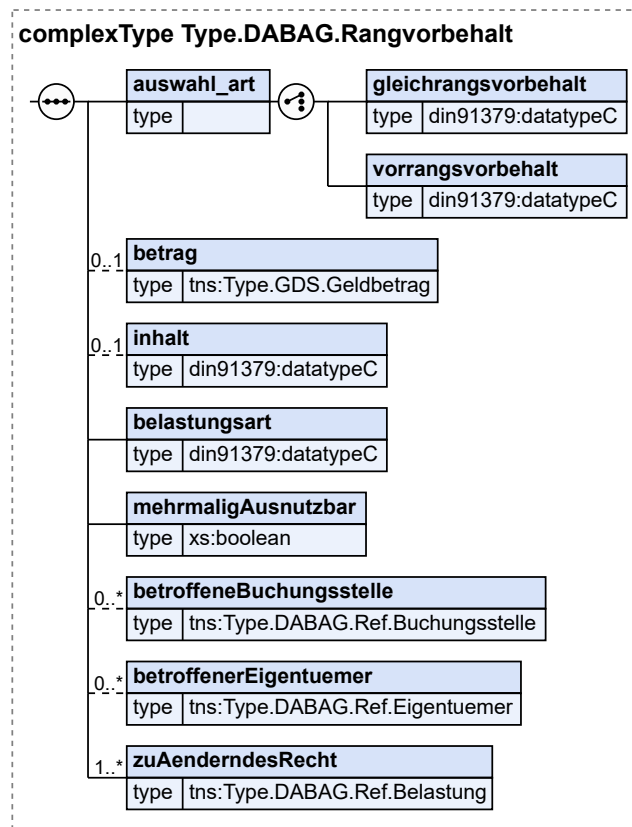 complexType Type.DABAG.Rangvorbehalt
auswahl_art
type
gleichrangsvorbehalt
type din91379:datatypeC
vorrangsvorbehalt
type din91379:datatypeC
0..1
betrag
type tns:Type.GDS.Geldbetrag
0..1
inhalt
type din91379:datatypeC
belastungsart
type din91379:datatypeC
mehrmaligAusnutzbar
type xs:boolean
0..*
betroffeneBuchungsstelle
type tns:Type.DABAG.Ref.Buchungsstelle
0..*
betroffenerEigentuemer
type tns:Type.DABAG.Ref.Eigentuemer
1..*
zuAenderndesRecht
type tns:Type.DABAG.Ref.Belastung